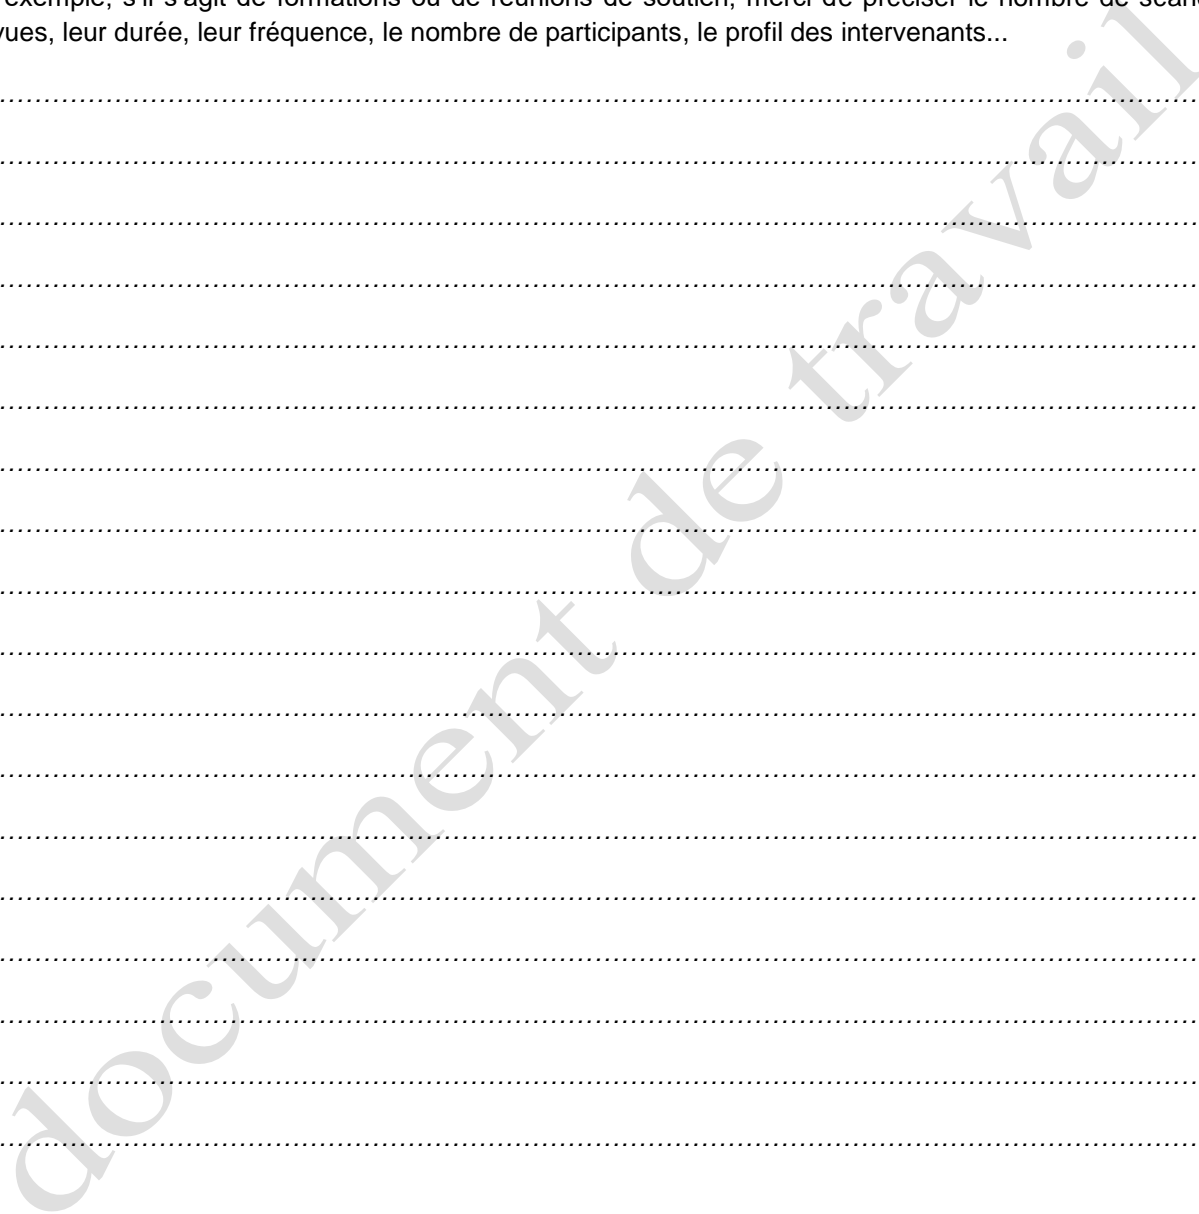 exemple, s'il s'agit de formations ou de réunions de soutien, merci de préciser le nombre de
vues, leur durée, leur fréquence, le nombre de participants, le profil des intervenants...
document de travail